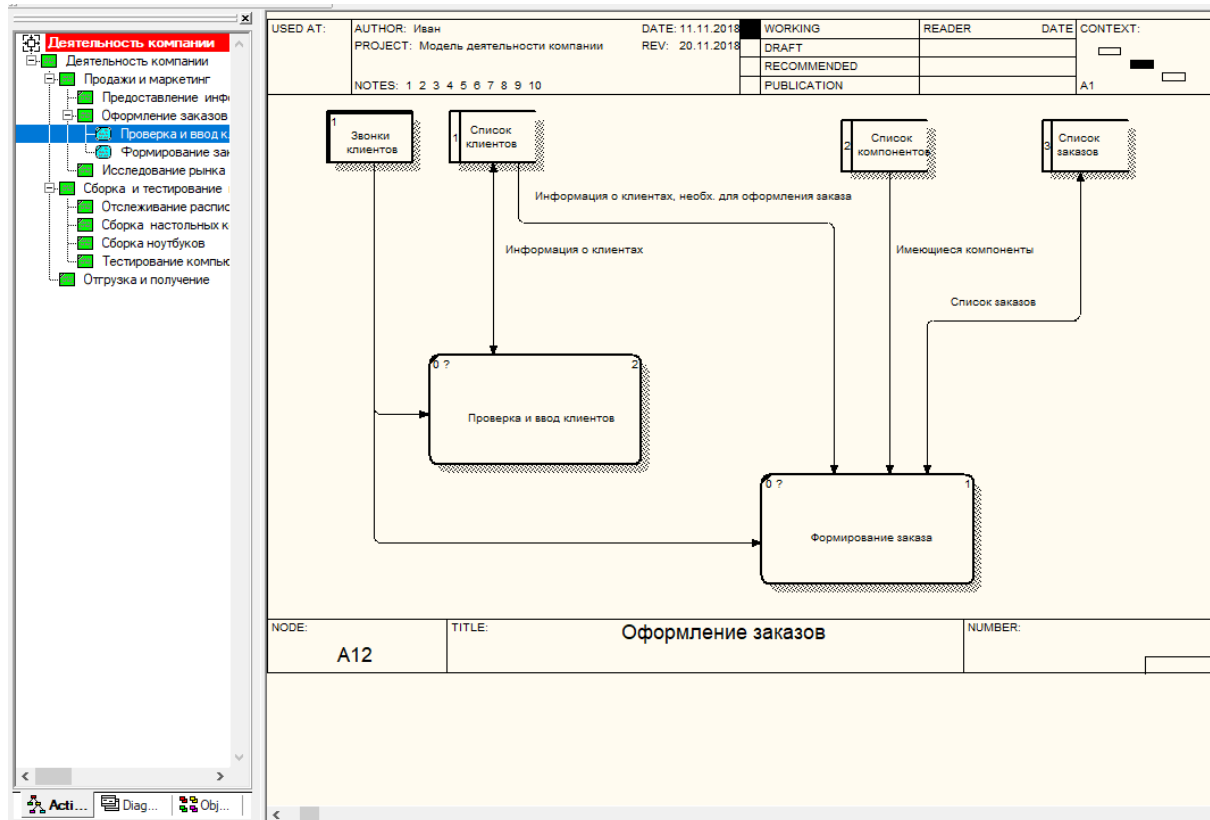 Деятельность компании
Деятельность компании
Продажи и маркетинг
Предоставление
Оформление заказов
Проверка и ввод
Формирование
Исследование рынка
Сборка и тестирование
Отслеживание
Сборка настольных
Сборка ноутбуков
Тестирование
Отгрузка и получение
Acti...
Diag...
Obj...
USED AT:
AUTHOR: Иван
DATE: 11.11.2018
PROJECT: Модель деятельности компании
REV: 20.11.2018
NOTES: 1 2 3 4 5 6 7 8 9 10
WORKING
DRAFT
RECOMMENDED
PUBLICATION
READER
DATE
CONTEXT:
A1
1
Звонки
клиентов
1
Список
клиентов
2
Список
компонентов
3
Список
заказов
Информация о клиентах, необх. для оформления заказа
Информация о клиентах
Имеющиеся компоненты
Список заказов
0 ?
2
Проверка и ввод клиентов
0 ?
1
Формирование заказа
NODE:
A12
TITLE:
Оформление заказов
NUMBER: